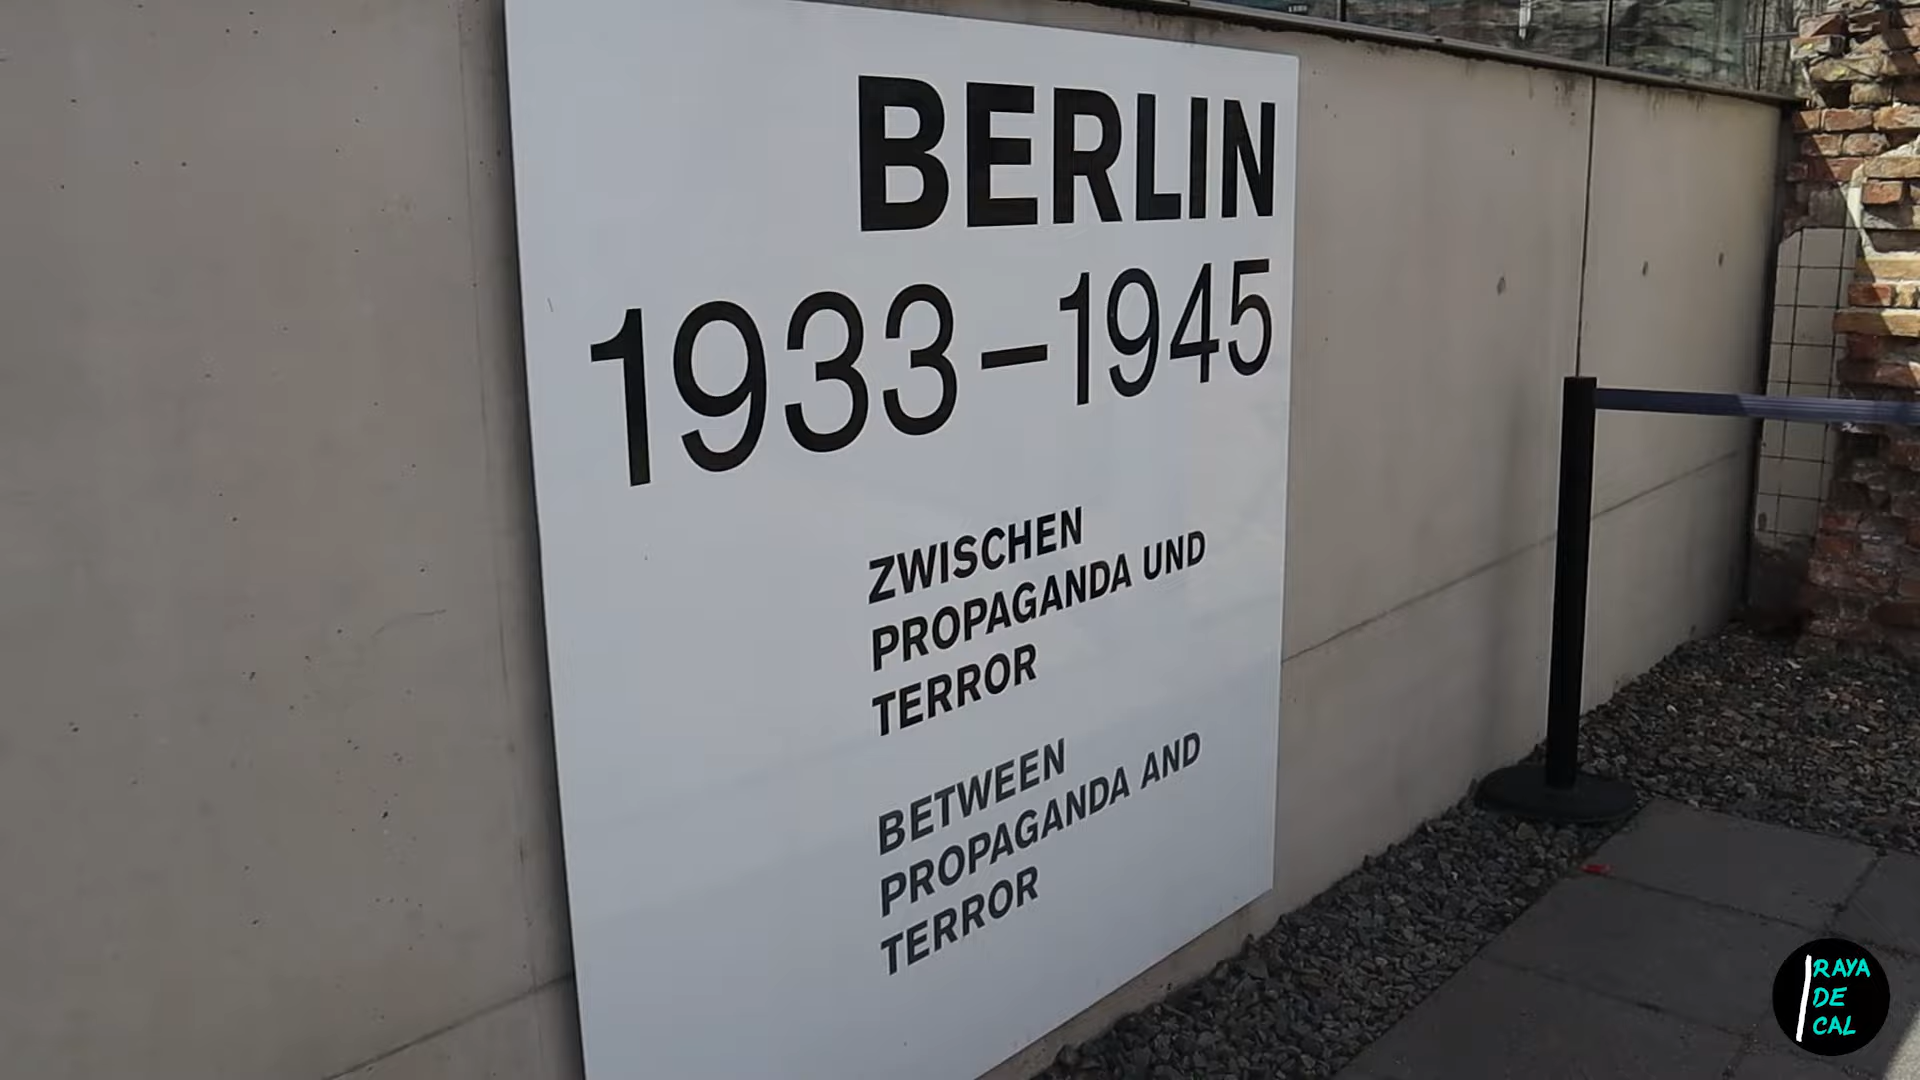 BERLIN
1933–1945
ZWISCHEN
PROPAGANDA UND
TERROR
BETWEEN
PROPAGANDA AND
TERROR
RAYA
DE
CAL